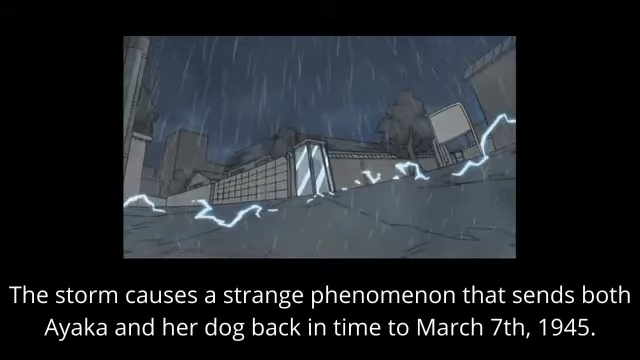 The storm causes a strange phenomenon that sends both
Ayaka and her dog back in time to March 7th, 1945.